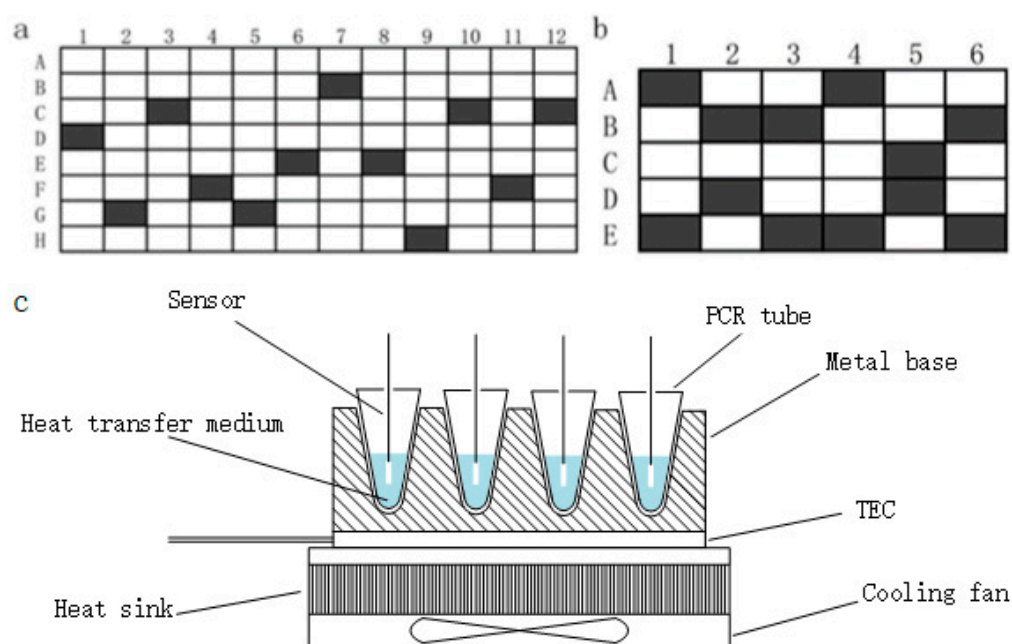 a
1 2 3 4 5 6 7 8 9 10 11 12
A
B
C
D
E
F
G
H
b
1 2 3 4 5 6
A
B
C
D
E
c
Sensor
PCR tube
Metal base
Heat transfer medium
TEC
Heat sink
Cooling fan